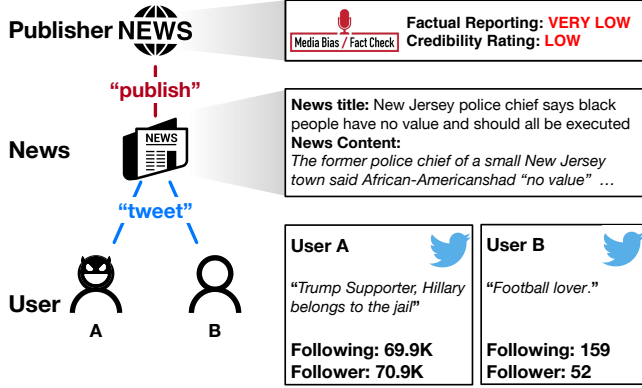 Publisher NEWS
Media Bias / Fact Check
Factual Reporting: VERY LOW
Credibility Rating: LOW
“publish”
News
NEWS
News title: New Jersey police chief says black
people have no value and should all be executed
News Content:
The former police chief of a small New Jersey
town said African-Americanshad “no value” …
“tweet”
User
A
B
User A
“Trump Supporter, Hillary
belongs to the jail”
Following: 69.9K
Follower: 70.9K
User B
“Football lover.”
Following: 159
Follower: 52